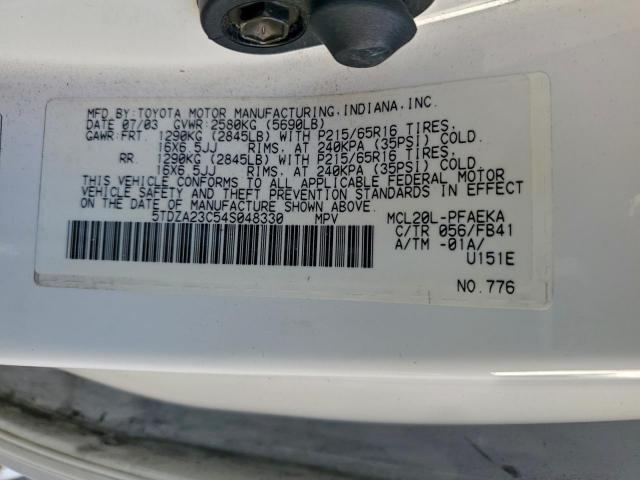 MFD.BY:TOYOTA MOTOR MANUFACTURING,INDIANA,INC.
DATE 07/03 GVWR:2580KG (5690LB)
GAWR:FRT. 1290KG (2845LB) WITH P215/65R16 TIRES,
16X6.5JJ RIMS, AT 240KPA (35PSI) COLD.
RR. 1290KG (2845LB) WITH P215/65R16 TIRES,
16X6.5JJ RIMS, AT 240KPA (35PSI) COLD.
THIS VEHICLE CONFORMS TO ALL FEDERAL MOTOR
VEHICLE SAFETY AND THEFT PREVENTION STANDARDS
IN EFFECT ON THE DATE OF MANUFACTURE SHOWN ABOVE.
5TDZA23C54S048330 MPV MCL20L-PFAEKA
C/TR 056/FB41
A/TM -01A/
U151E
NO.776